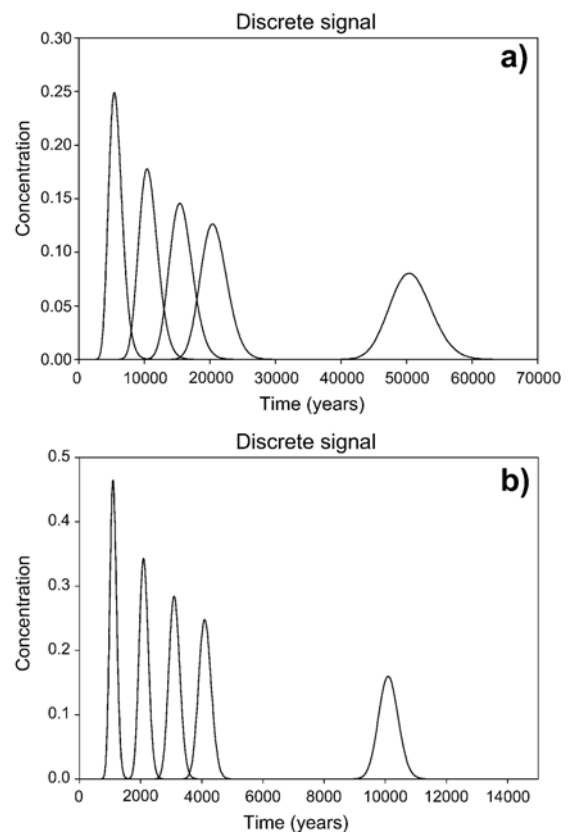 Discrete signal
a)
0.30
0.25
0.20
0.15
0.10
0.05
0.00
Concentration
0 10000 20000 30000 40000 50000 60000 70000
Time (years)
Discrete signal
b)
0.5
0.4
0.3
0.2
0.1
0.0
Concentration
0 2000 4000 6000 8000 10000 12000 14000
Time (years)